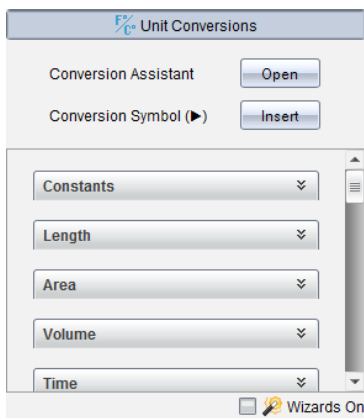 F°/C° Unit Conversions
Conversion Assistant Open
Conversion Symbol (►) Insert
Constants
Length
Area
Volume
Time
Wizards On